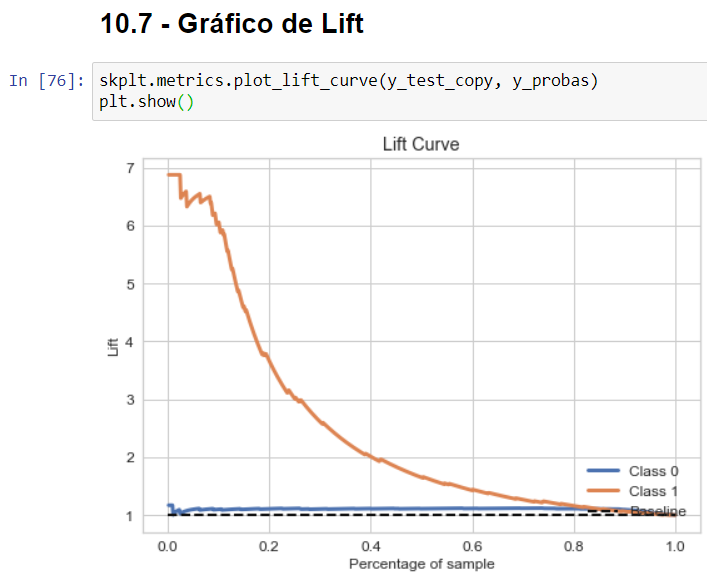 10.7 - Gráfico de Lift
In [76]: skplt.metrics.plot_lift_curve(y_test_copy, y_probas)
plt.show()
Lift Curve
7
6
5
4
3
2
1
Lift
Class 0
Class 1
Baseline
0.0 0.2 0.4 0.6 0.8 1.0
Percentage of sample